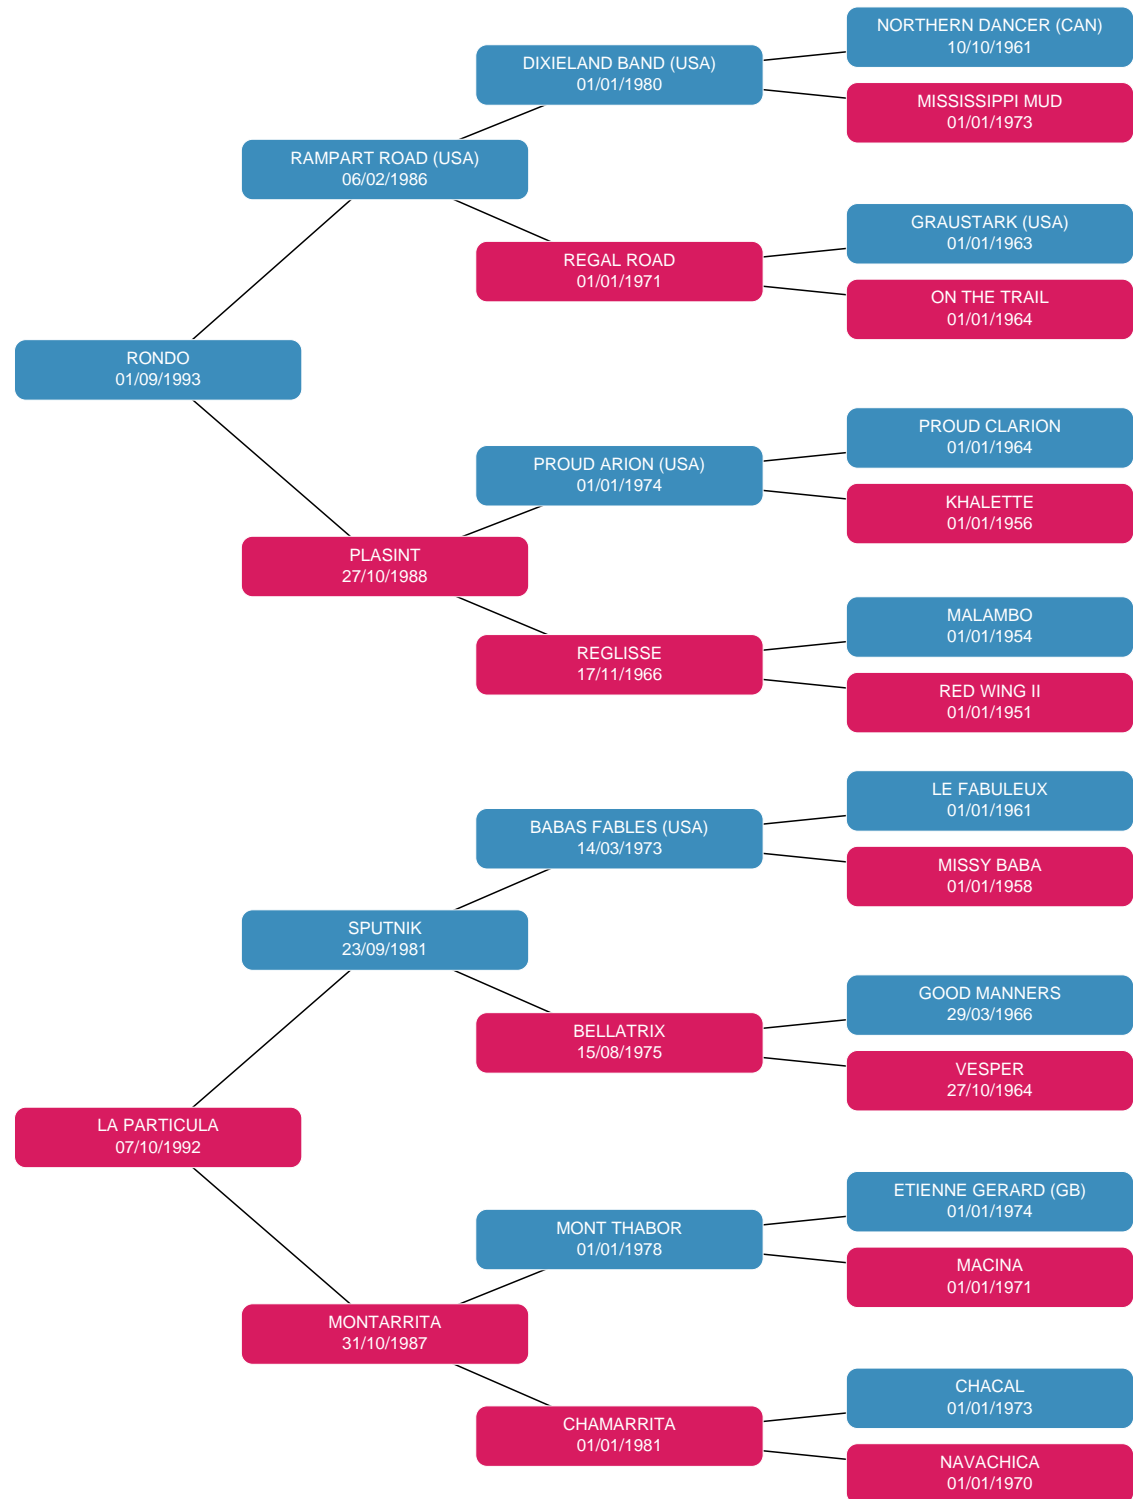 NORTHERN DANCER (CAN)
10/10/1961
DIXIELAND BAND (USA)
01/01/1980
MISSISSIPPI MUD
01/01/1973
RAMPART ROAD (USA)
06/02/1986
GRAUSTARK (USA)
01/01/1963
REGAL ROAD
01/01/1971
ON THE TRAIL
01/01/1964
RONDO
01/09/1993
PROUD CLARION
01/01/1964
PROUD ARION (USA)
01/01/1974
KHALETTE
01/01/1956
PLASINT
27/10/1988
MALAMBO
01/01/1954
REGLISSE
17/11/1966
RED WING II
01/01/1951
LE FABULEUX
01/01/1961
BABAS FABLES (USA)
14/03/1973
MISSY BABA
01/01/1958
SPUTNIK
23/09/1981
GOOD MANNERS
29/03/1966
BELLATRIX
15/08/1975
VESPER
27/10/1964
LA PARTICULA
07/10/1992
ETIENNE GERARD (GB)
01/01/1974
MONT THABOR
01/01/1978
MACINA
01/01/1971
MONTARRITA
31/10/1987
CHACAL
01/01/1973
CHAMARRITA
01/01/1981
NAVACHICA
01/01/1970